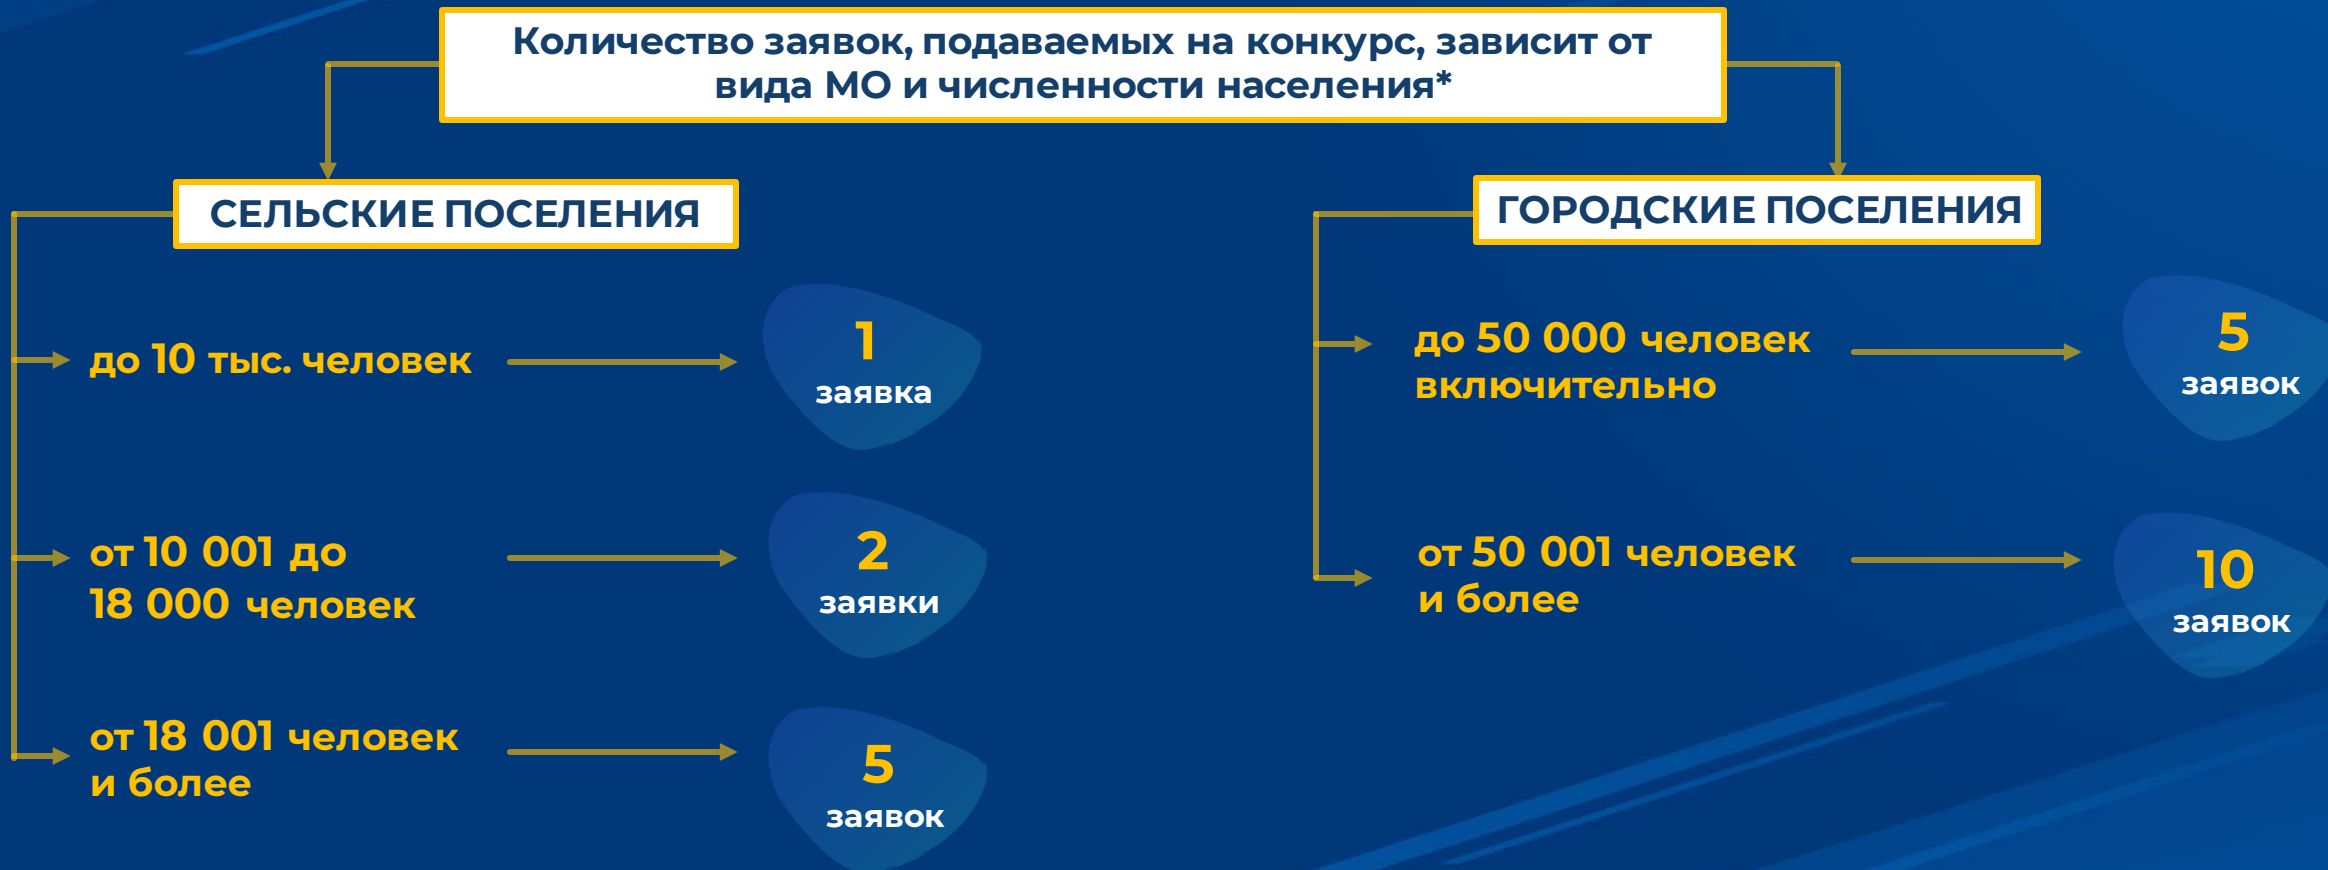 Количество заявок, подаваемых на конкурс, зависит от
вида МО и численности населения*
СЕЛЬСКИЕ ПОСЕЛЕНИЯ
до 10 тыс. человек
1
заявка
от 10 001 до
18 000 человек
2
заявки
от 18 001 человек
и более
5
заявок
ГОРОДСКИЕ ПОСЕЛЕНИЯ
до 50 000 человек
включительно
5
заявок
от 50 001 человек
и более
10
заявок